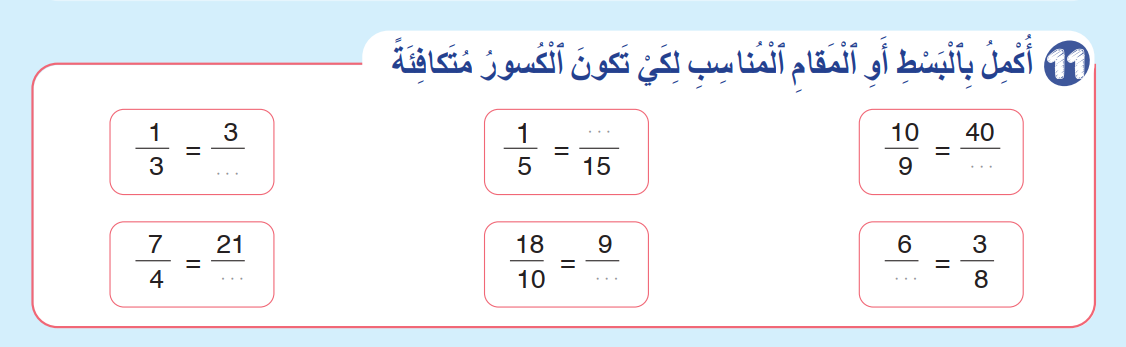 11 أُكْمِلُ بِٱلْبَسْطِ أَوِ ٱلْمَقامِ ٱلْمُناسِبِ لِكَيْ تَكونَ ٱلْكُسورُ مُتَكافِئَةً
10/9 = 40/...
1/5 = .../15
1/3 = 3/...
6/... = 3/8
18/10 = 9/...
7/4 = 21/...